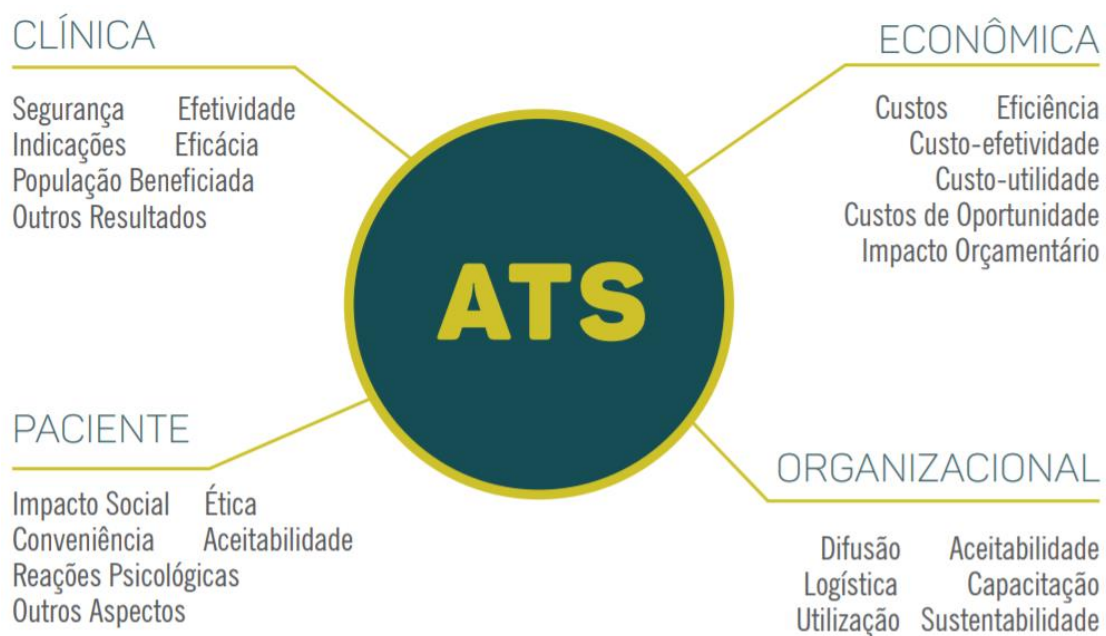 CLÍNICA
Segurança Efetividade
Indicações Eficácia
População Beneficiada
Outros Resultados
ECONÔMICA
Custos Eficiência
Custo-efetividade
Custo-utilidade
Custos de Oportunidade
Impacto Orçamentário
ATS
PACIENTE
Impacto Social Ética
Conveniência Aceitabilidade
Reações Psicológicas
Outros Aspectos
ORGANIZACIONAL
Difusão Aceitabilidade
Logística Capacitação
Utilização Sustentabilidade